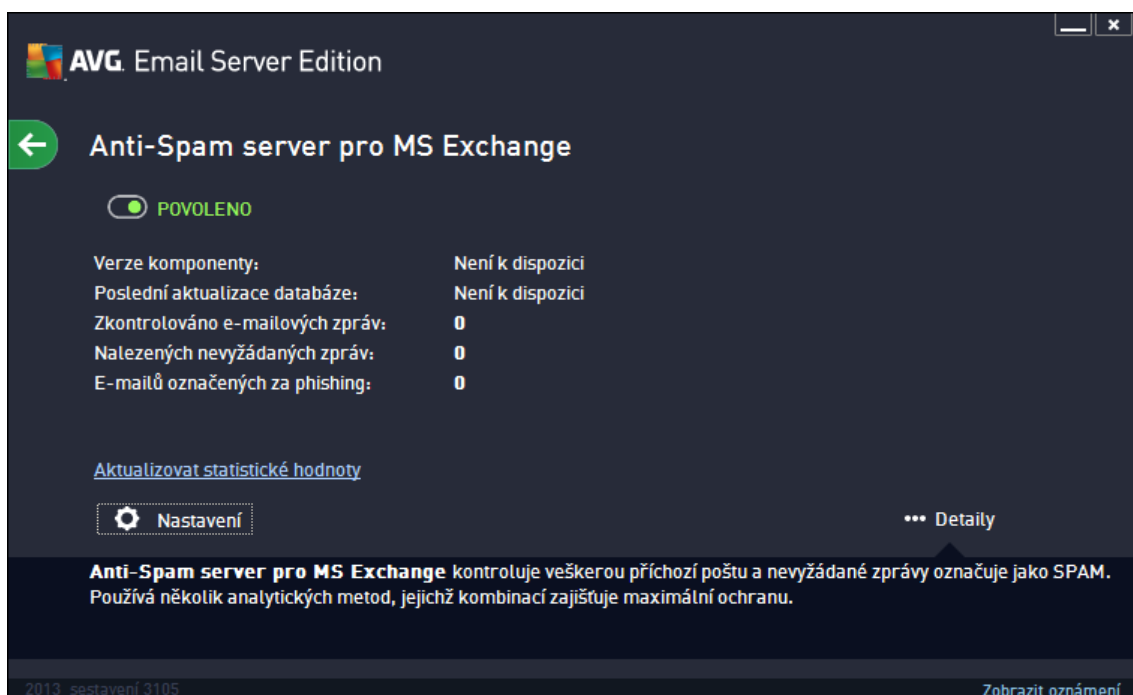 AVG. Email Server Edition
Anti-Spam server pro MS Exchange
POVOLENO
Verze komponenty: Není k dispozici
Poslední aktualizace databáze: Není k dispozici
Zkontrolováno e-mailových zpráv: 0
Nalezených nevyžádaných zpráv: 0
E-mailů označených za phishing: 0
Aktualizovat statistické hodnoty
Nastavení
••• Detaily
Anti-Spam server pro MS Exchange kontroluje veškerou příchozí poštu a nevyžádané zprávy označuje jako SPAM.
Používá několik analytických metod, jejichž kombinací zajišťuje maximální ochranu.
2013 sestavení 3105 Zobrazit oznámení